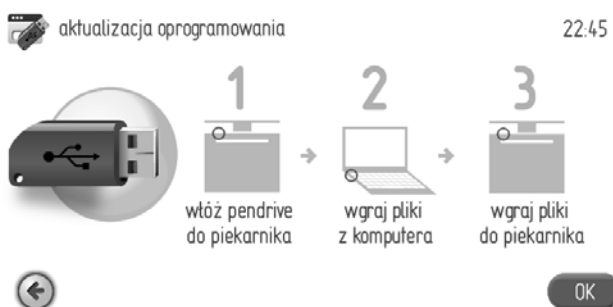 aktualizacja oprogramowania
22:45
1
2
3
włóż pendrive
do piekarnika
wgraj pliki
z komputera
wgraj pliki
do piekarnika
OK